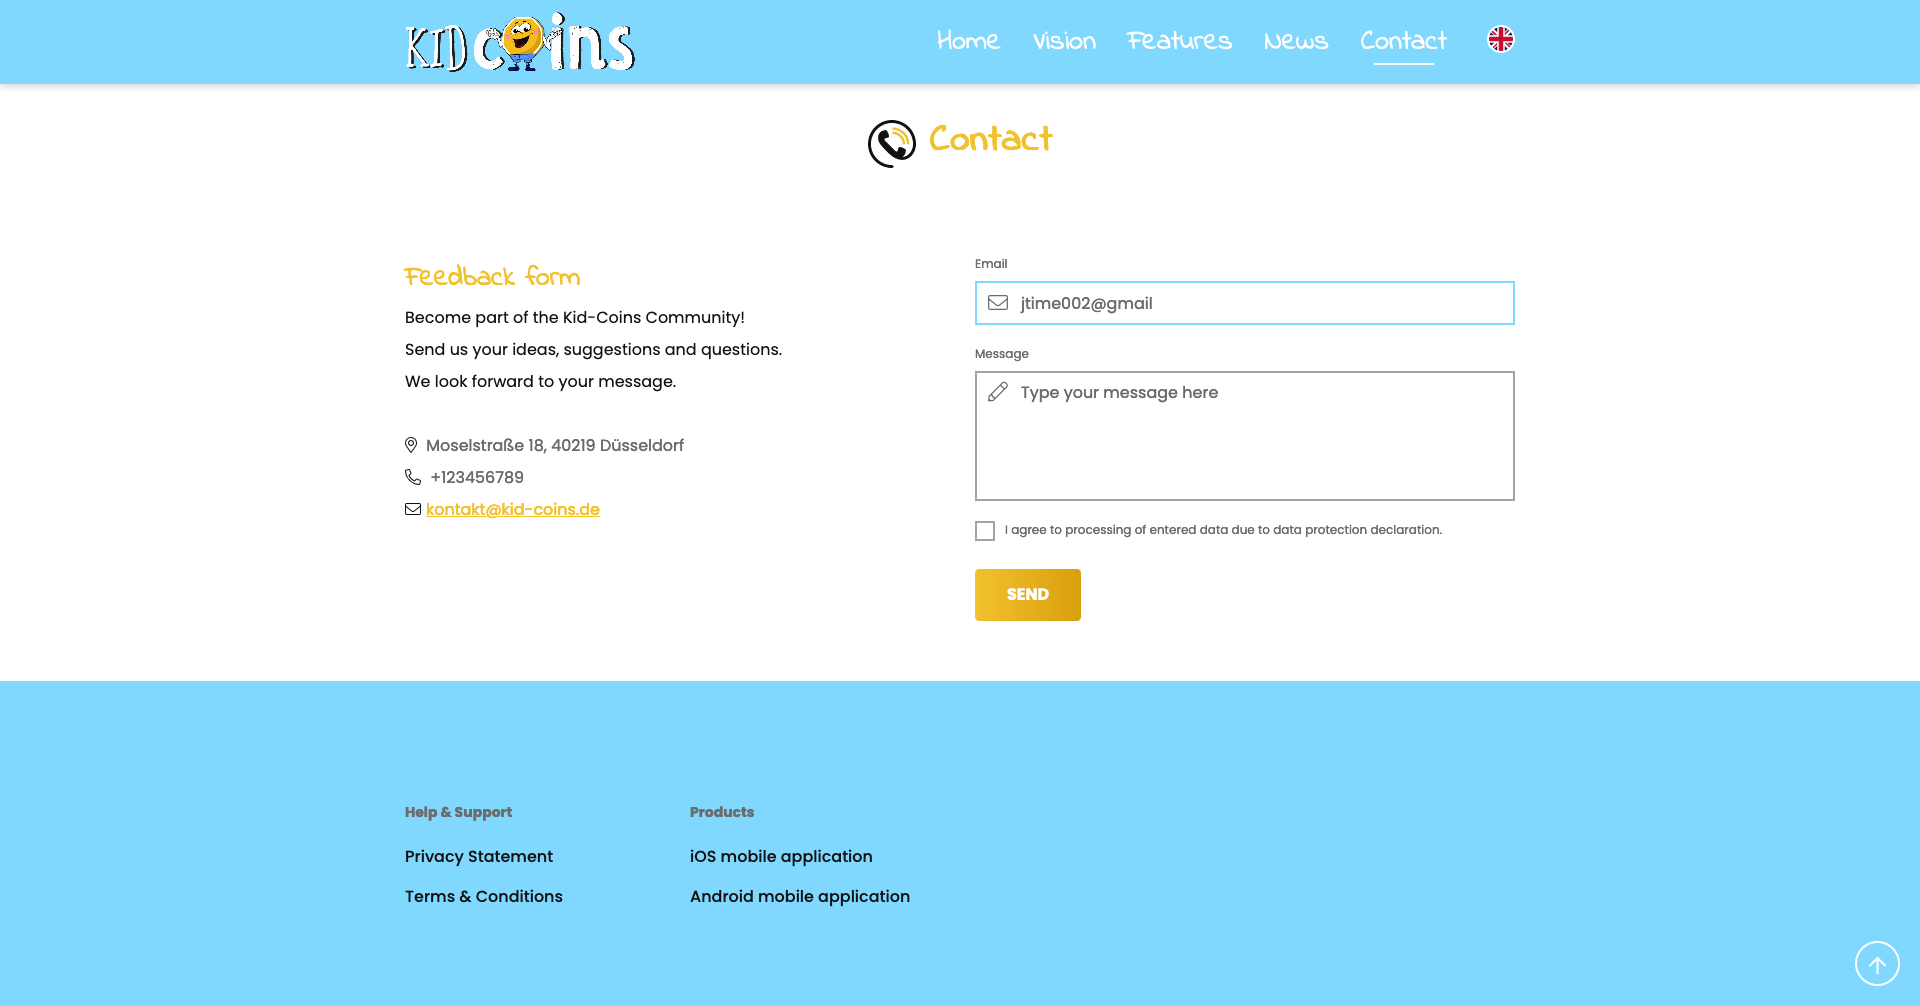 KID coins
Home Vision Features News Contact
Contact
Feedback form
Become part of the Kid-Coins Community!
Send us your ideas, suggestions and questions.
We look forward to your message.
Moselstraße 18, 40219 Düsseldorf
+123456789
kontakt@kid-coins.de
Email
jtime002@gmail
Message
Type your message here
I agree to processing of entered data due to data protection declaration.
SEND
Help & Support
Privacy Statement
Terms & Conditions
Products
iOS mobile application
Android mobile application